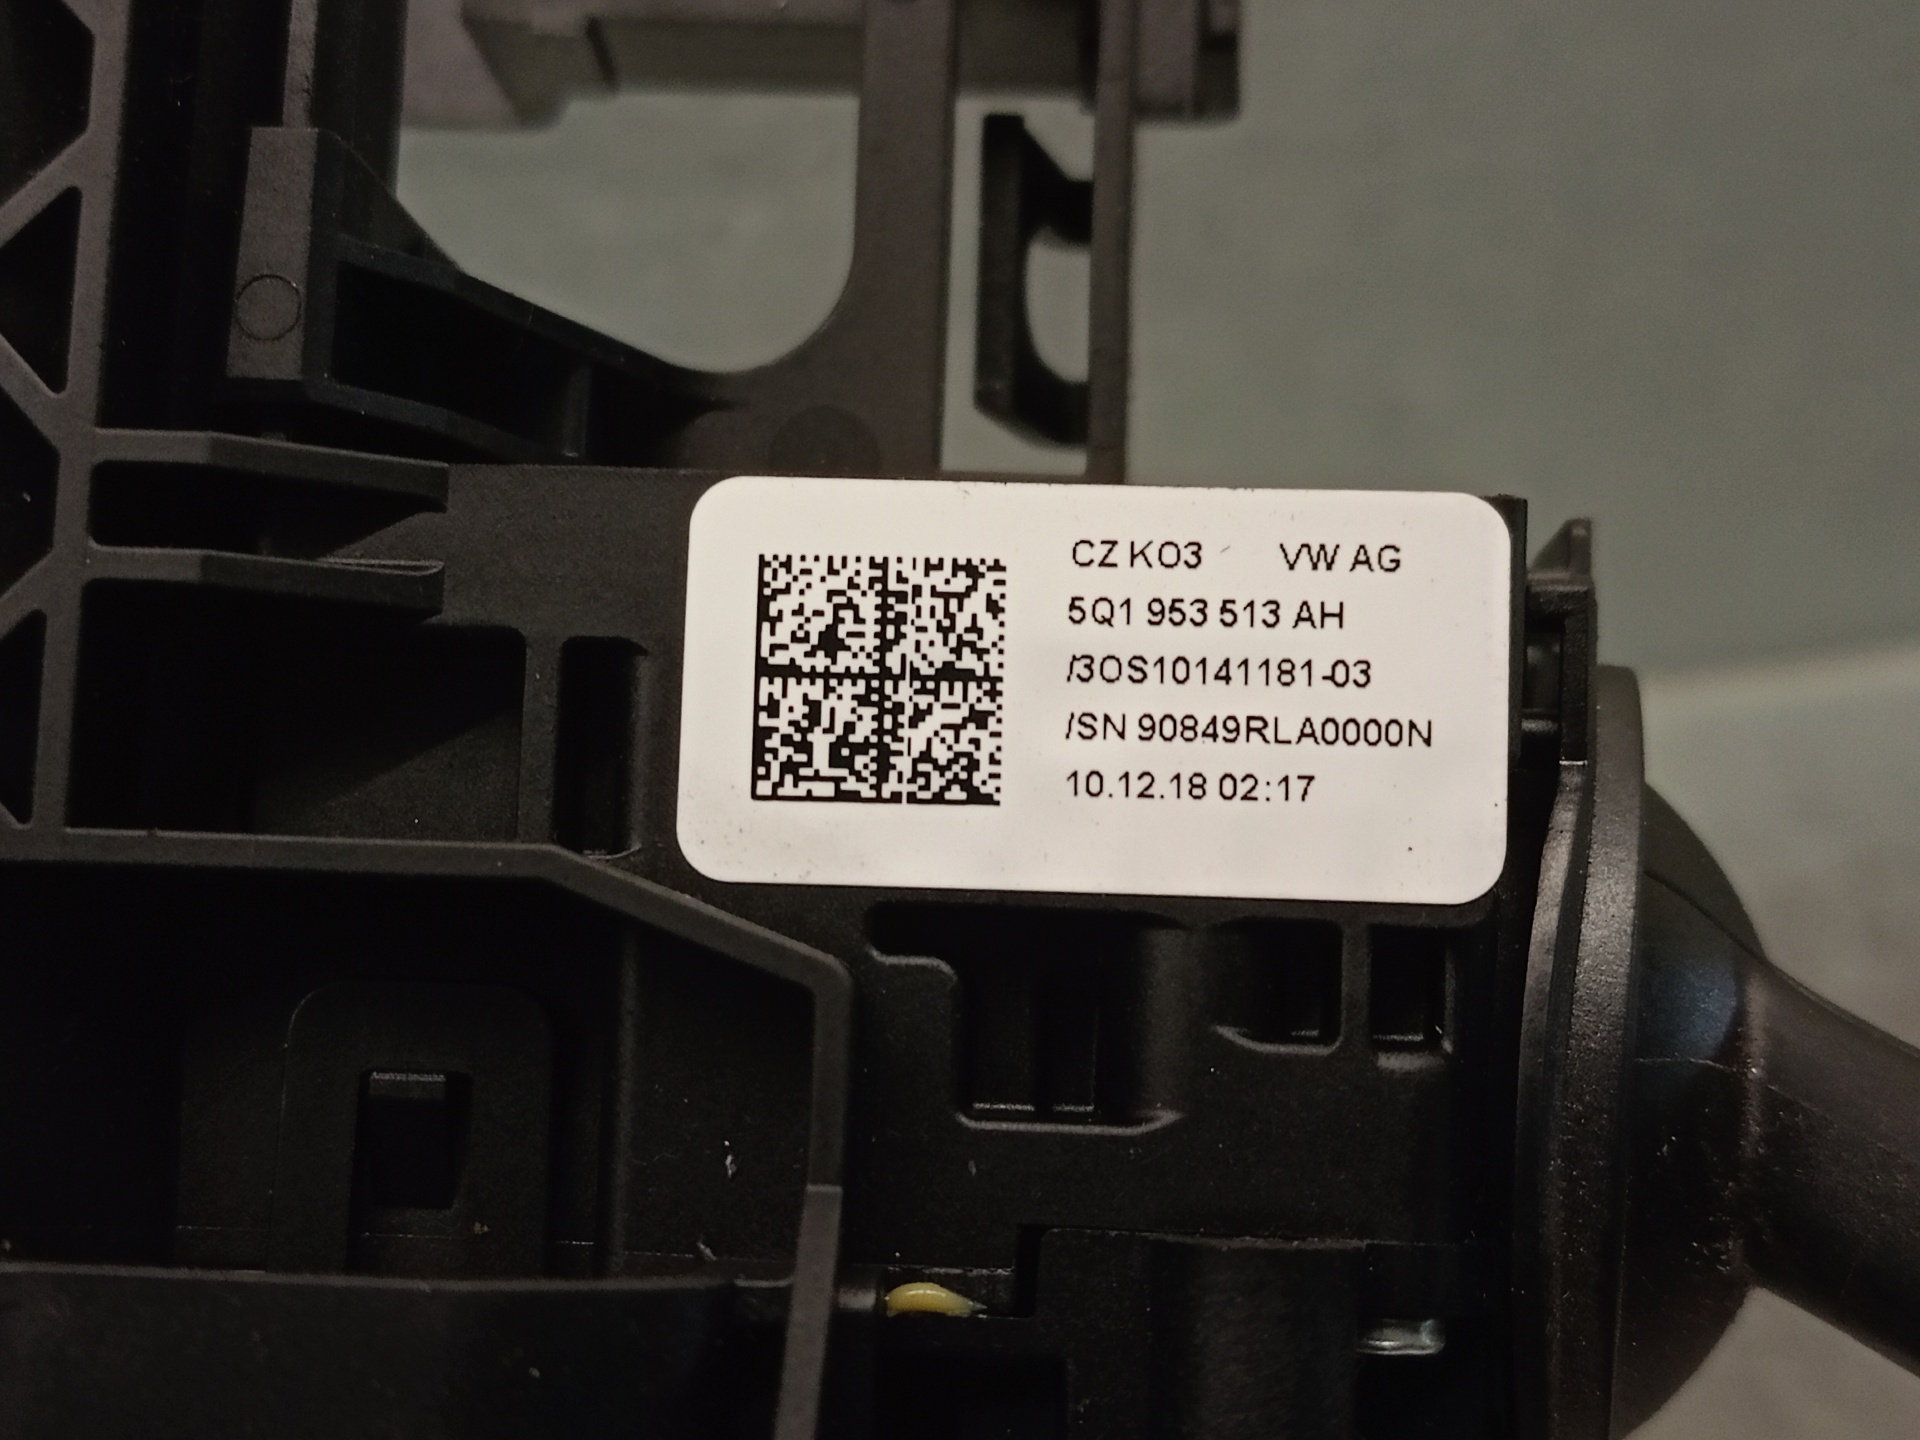 CZ KO3 VW AG
5Q1 953 513 AH
/3OS10141181-03
/SN 90849RLA0000N
10.12.18 02:17